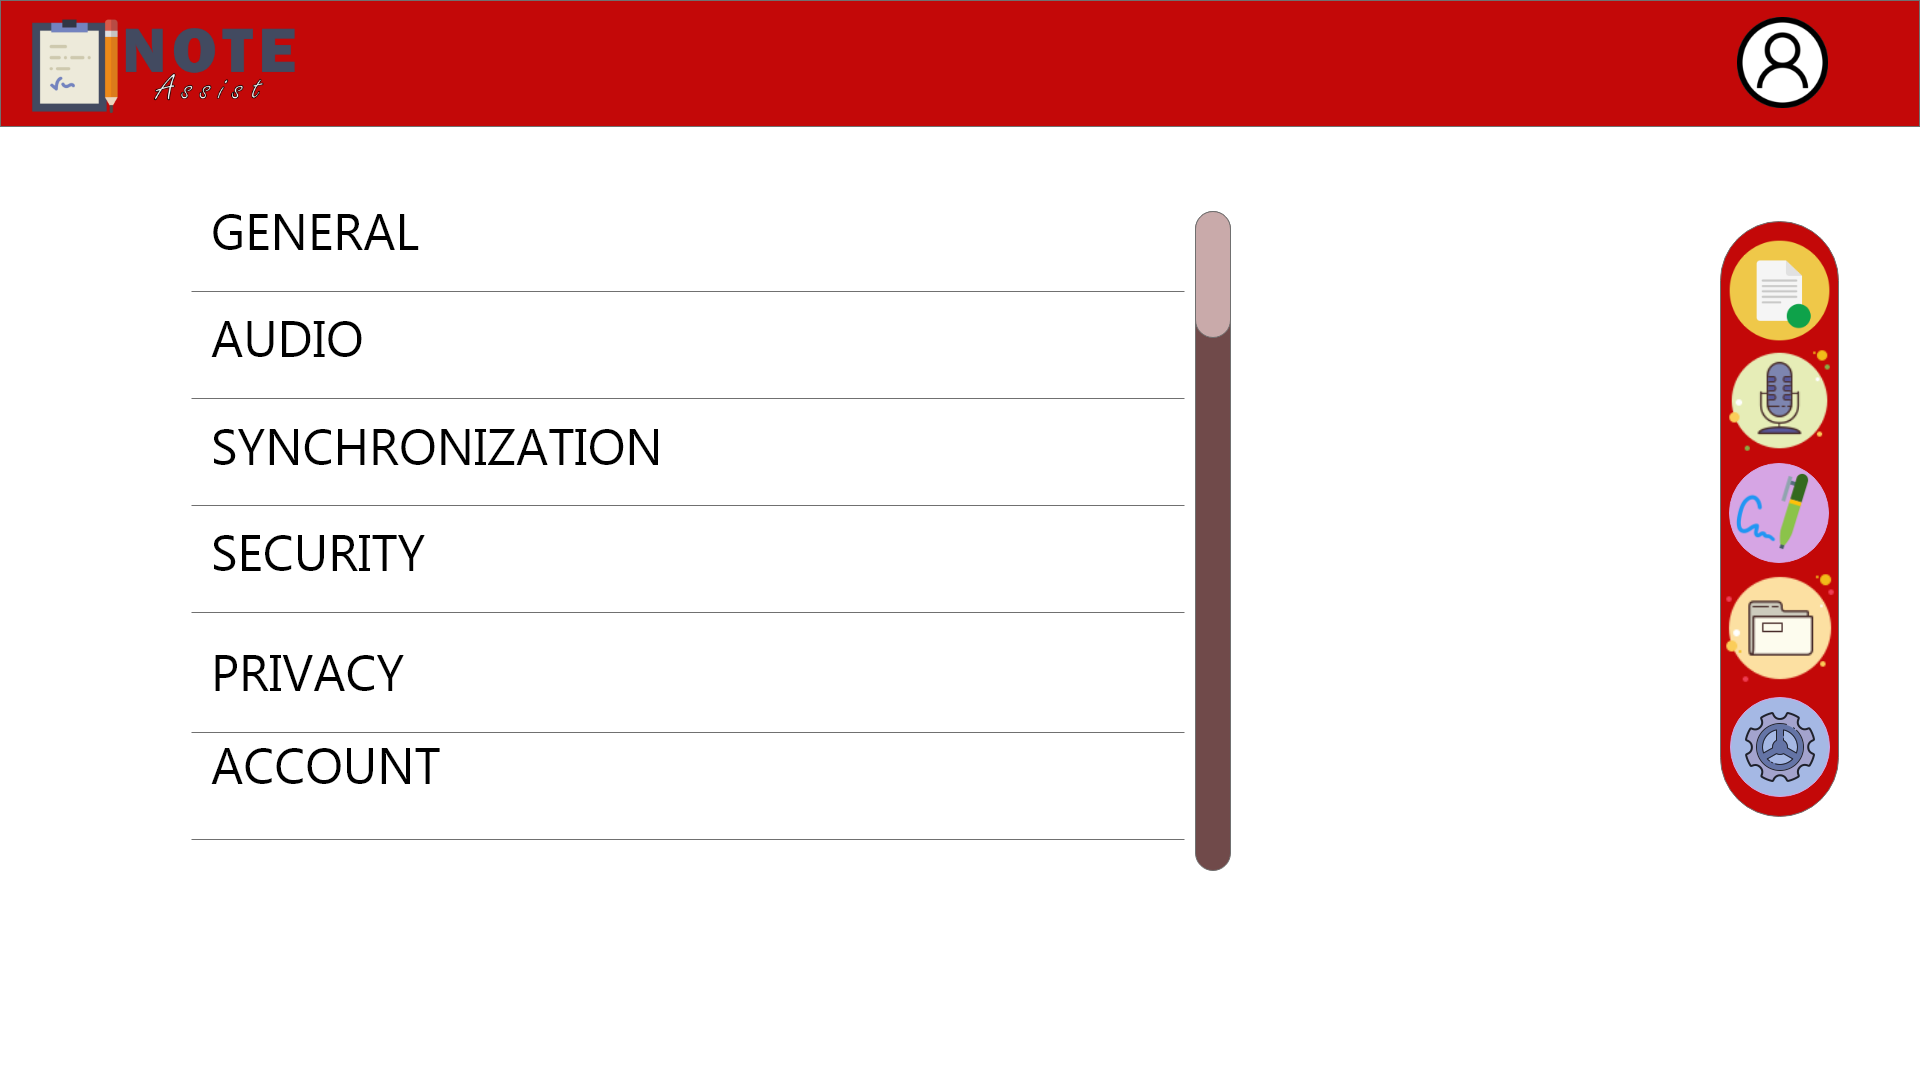 NOTE
Assist
GENERAL
AUDIO
SYNCHRONIZATION
SECURITY
PRIVACY
ACCOUNT